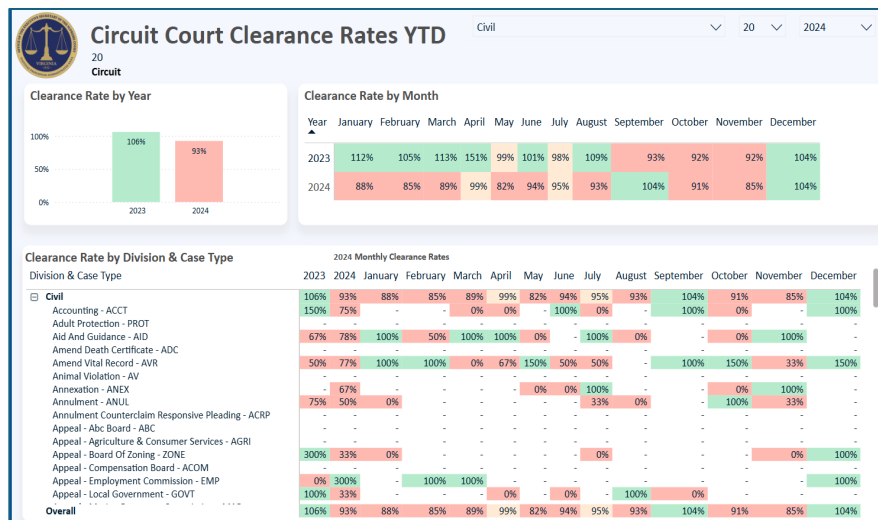 Circuit Court Clearance Rates YTD
Civil 20 2024
20
Circuit
Clearance Rate by Year
100%
50%
0%
106%
93%
2023 2024
Clearance Rate by Month
Year January February March April May June July August September October November December
2023 112% 105% 113% 151% 99% 101% 98% 109% 93% 92% 92% 104%
2024 88% 85% 89% 99% 82% 94% 95% 93% 104% 91% 85% 104%
Clearance Rate by Division & Case Type
2024 Monthly Clearance Rates
Division & Case Type 2023 2024 January February March April May June July August September October November December
Civil 106% 93% 88% 85% 89% 99% 82% 94% 95% 93% 104% 91% 85% 104%
Accounting - ACCT 150% 75% - - 0% 0% - 100% 0% - 100% 0% - 100%
Adult Protection - PROT - - - - - - - - - - - - - -
Aid And Guidance - AID 67% 78% 100% 50% 100% 100% 0% - 100% 0% - 0% 100% -
Amend Death Certificate - ADC - - - - - - - - - - - - - -
Amend Vital Record - AVR 50% 77% 100% 100% 0% 67% 150% 50% 50% - 100% 150% 33% 150%
Animal Violation - AV - - - - - - - - - - - - - -
Annexation - ANEX - 67% - - - - 0% 0% 100% - - 0% 100% -
Annulment - ANUL 75% 50% 0% - - - - - 33% 0% - 100% 33% -
Annulment Counterclaim Responsive Pleading - ACRP - - - - - - - - - - - - - -
Appeal - Abc Board - ABC - - - - - - - - - - - - - -
Appeal - Agriculture & Consumer Services - AGRI - - - - - - - - - - - - - -
Appeal - Board Of Zoning - ZONE 300% 33% 0% - - - - - 0% - - - 0% 100%
Appeal - Compensation Board - ACOM - - - - - - - - - - - - - -
Appeal - Employment Commission - EMP 0% 300% - 100% 100% - - - - - - - - 100%
Appeal - Local Government - GOVT 100% 33% - - - 0% - 0% - 100% 0% - - -
Overall 106% 93% 88% 85% 89% 99% 82% 94% 95% 93% 104% 91% 85% 104%